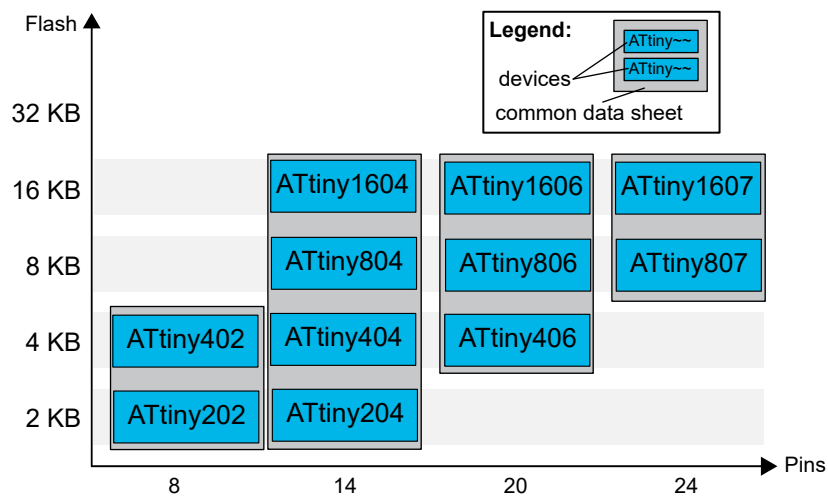 Flash
Legend:
ATtiny~~
ATtiny~~
devices
common data sheet
32 KB
16 KB
ATtiny1604
ATtiny1606
ATtiny1607
8 KB
ATtiny804
ATtiny806
ATtiny807
4 KB
ATtiny402
ATtiny404
ATtiny406
2 KB
ATtiny202
ATtiny204
Pins
8
14
20
24